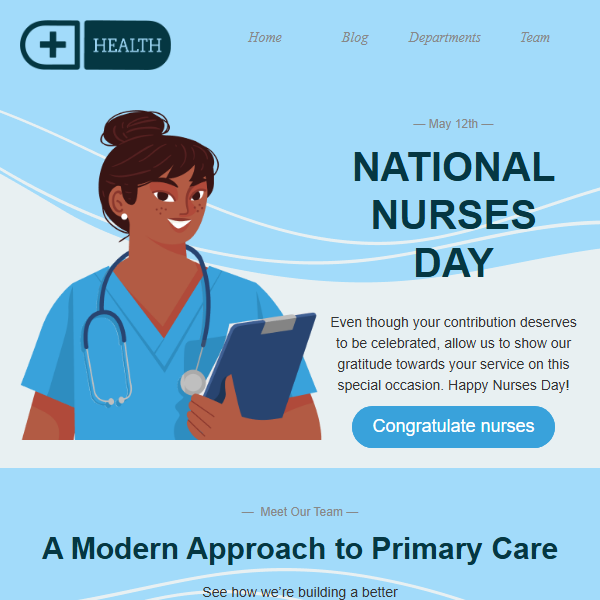 HEALTH
Home Blog Departments Team
— May 12th —
NATIONAL
NURSES
DAY
Even though your contribution deserves
to be celebrated, allow us to show our
gratitude towards your service on this
special occasion. Happy Nurses Day!
Congratulate nurses
— Meet Our Team —
A Modern Approach to Primary Care
See how we're building a better